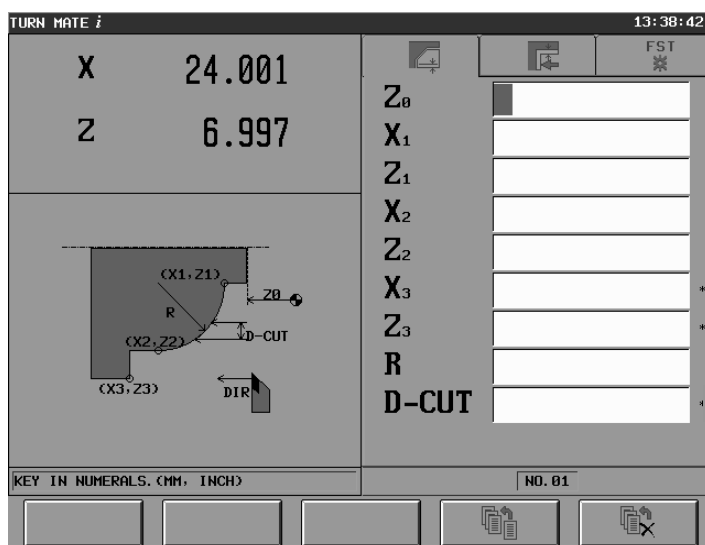 TURN MATE i 13:38:42
X 24.001
Z 6.997
FST
Z0
X1
Z1
X2
Z2
X3 *
Z3 *
R
D-CUT *
(X1,Z1)
Z0
R
D-CUT
(X2,Z2)
(X3,Z3)
DIR
KEY IN NUMERALS.(MM, INCH) NO.01